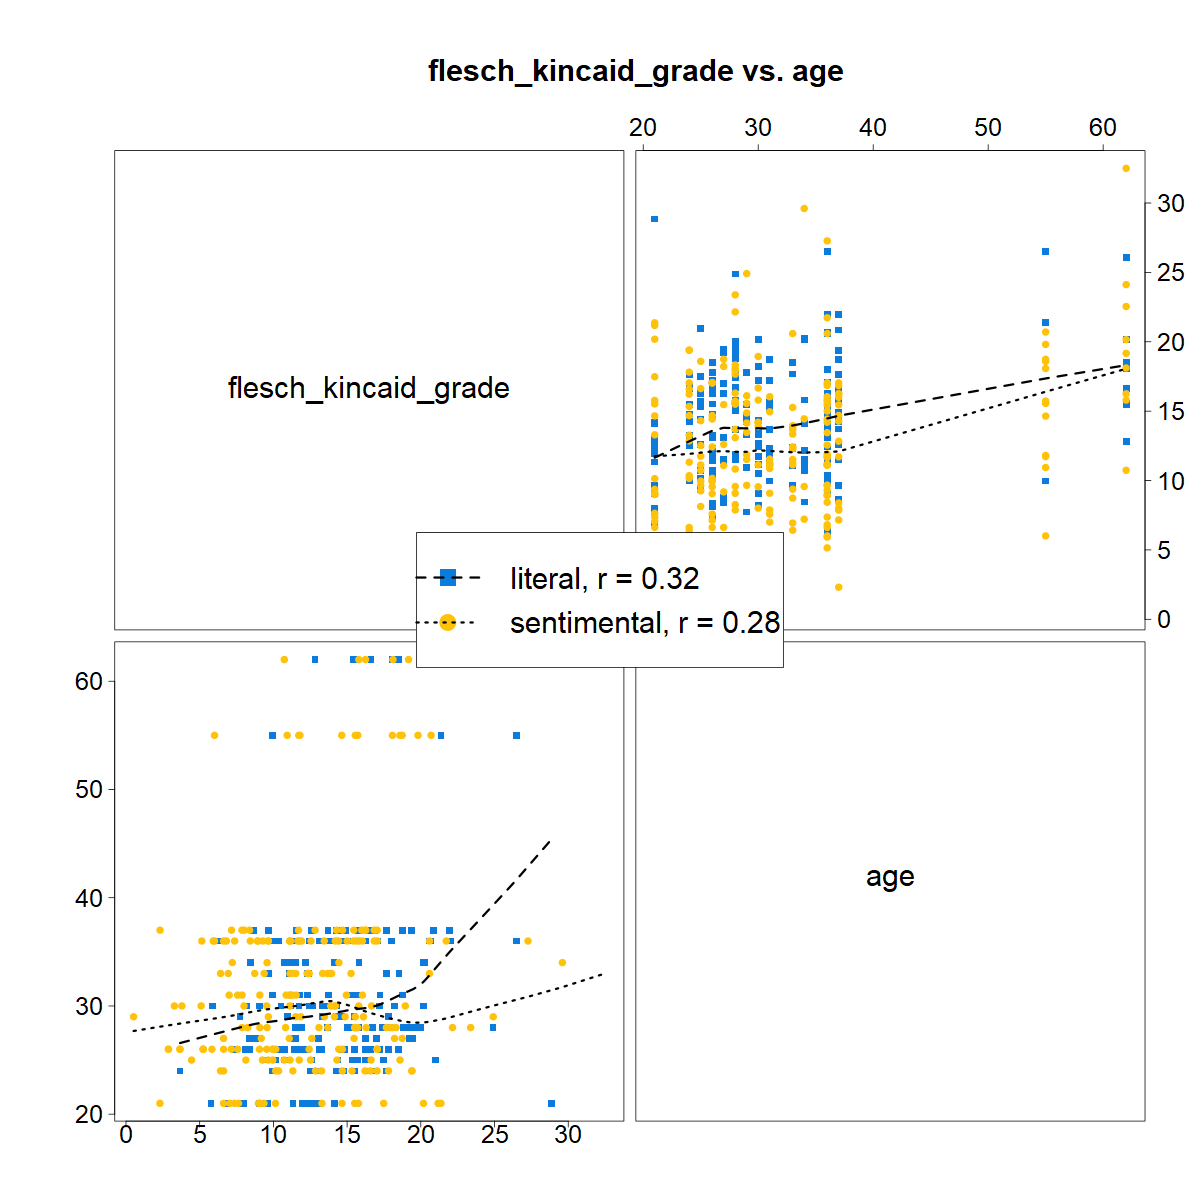 flesch_kincaid_grade vs. age
20 30 40 50 60
flesch_kincaid_grade
30
25
20
15
10
5
0
literal, r = 0.32
sentimental, r = 0.28
60
50
40
30
20
age
0 5 10 15 20 25 30